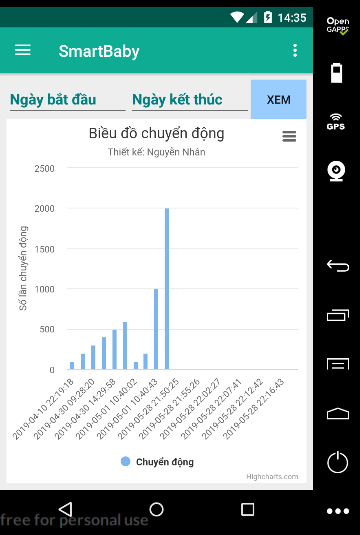 Open
GAPPS
14:35
SmartBaby
GPS
Ngày bắt đầu Ngày kết thúc XEM
Biều đồ chuyển động
Thiết kế: Nguyễn Nhân
Số lần chuyển động
2500
2000
1500
1000
500
0
2019-04-10 22:19:18
2019-04-30 09:28:20
2019-04-30 14:29:58
2019-05-01 10:40:02
2019-05-01 10:40:43
2019-05-28 21:50:25
2019-05-28 21:55:26
2019-05-28 22:02:27
2019-05-28 22:07:41
2019-05-28 22:12:42
2019-05-28 22:16:43
Chuyển động
Highcharts.com
free for personal use